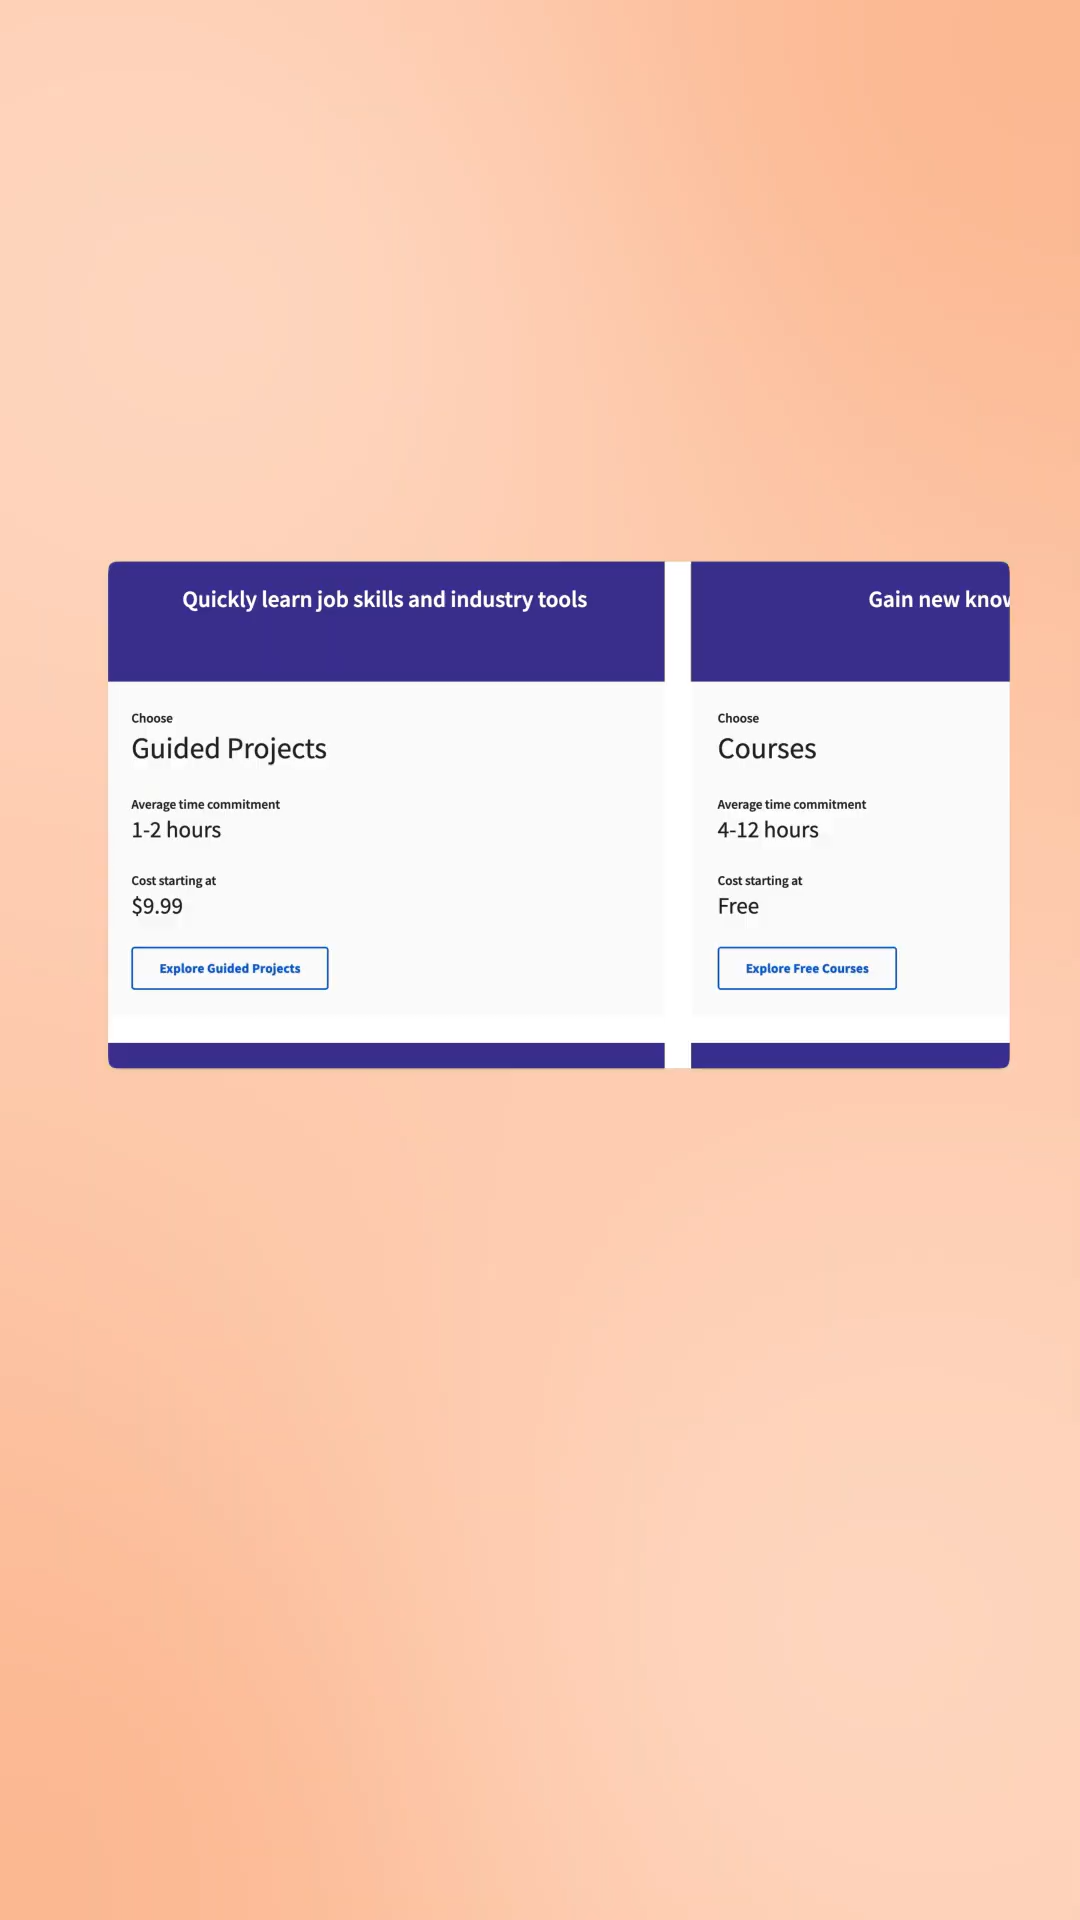 Quickly learn job skills and industry tools
Choose
Guided Projects
Average time commitment
1-2 hours
Cost starting at
$9.99
Explore Guided Projects
Gain new
Choose
Courses
Average time commitment
4-12 hours
Cost starting at
Free
Explore Free Courses